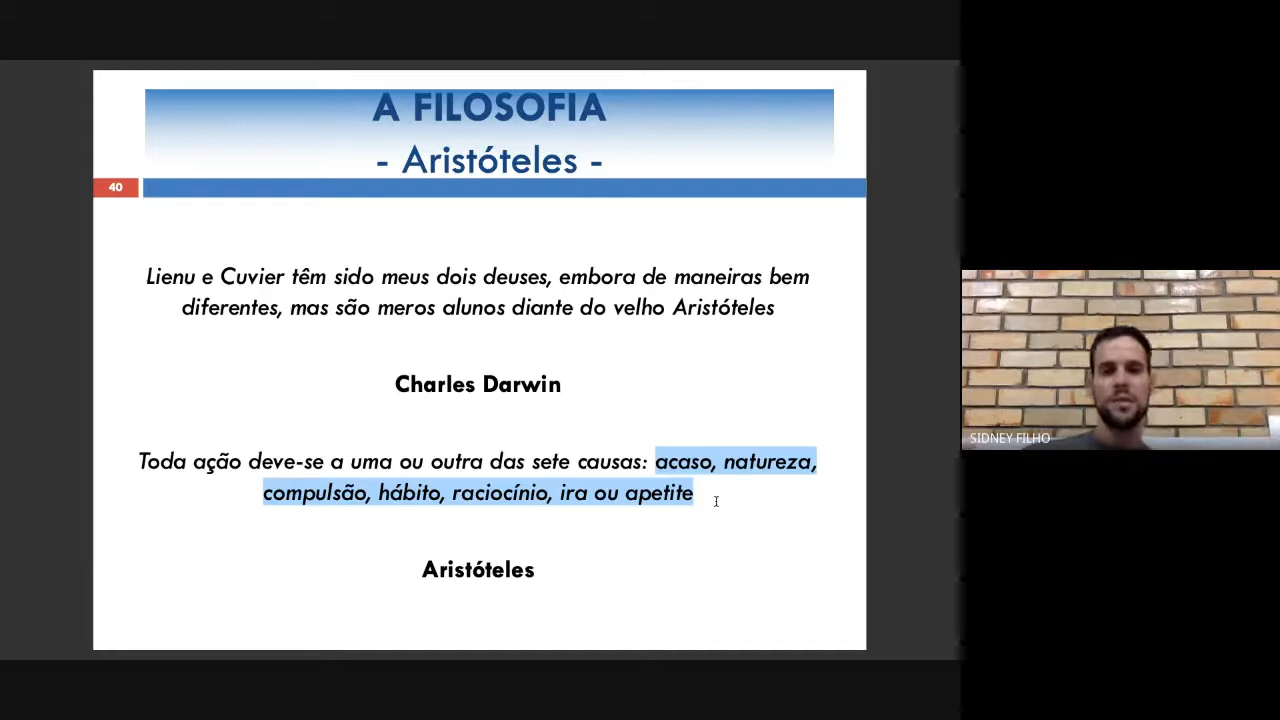 A FILOSOFIA
- Aristóteles -
40
Lienu e Cuvier têm sido meus dois deuses, embora de maneiras bem
diferentes, mas são meros alunos diante do velho Aristóteles
Charles Darwin
Toda ação deve-se a uma ou outra das sete causas: acaso, natureza,
compulsão, hábito, raciocínio, ira ou apetite
Aristóteles
SIDNEY FILHO